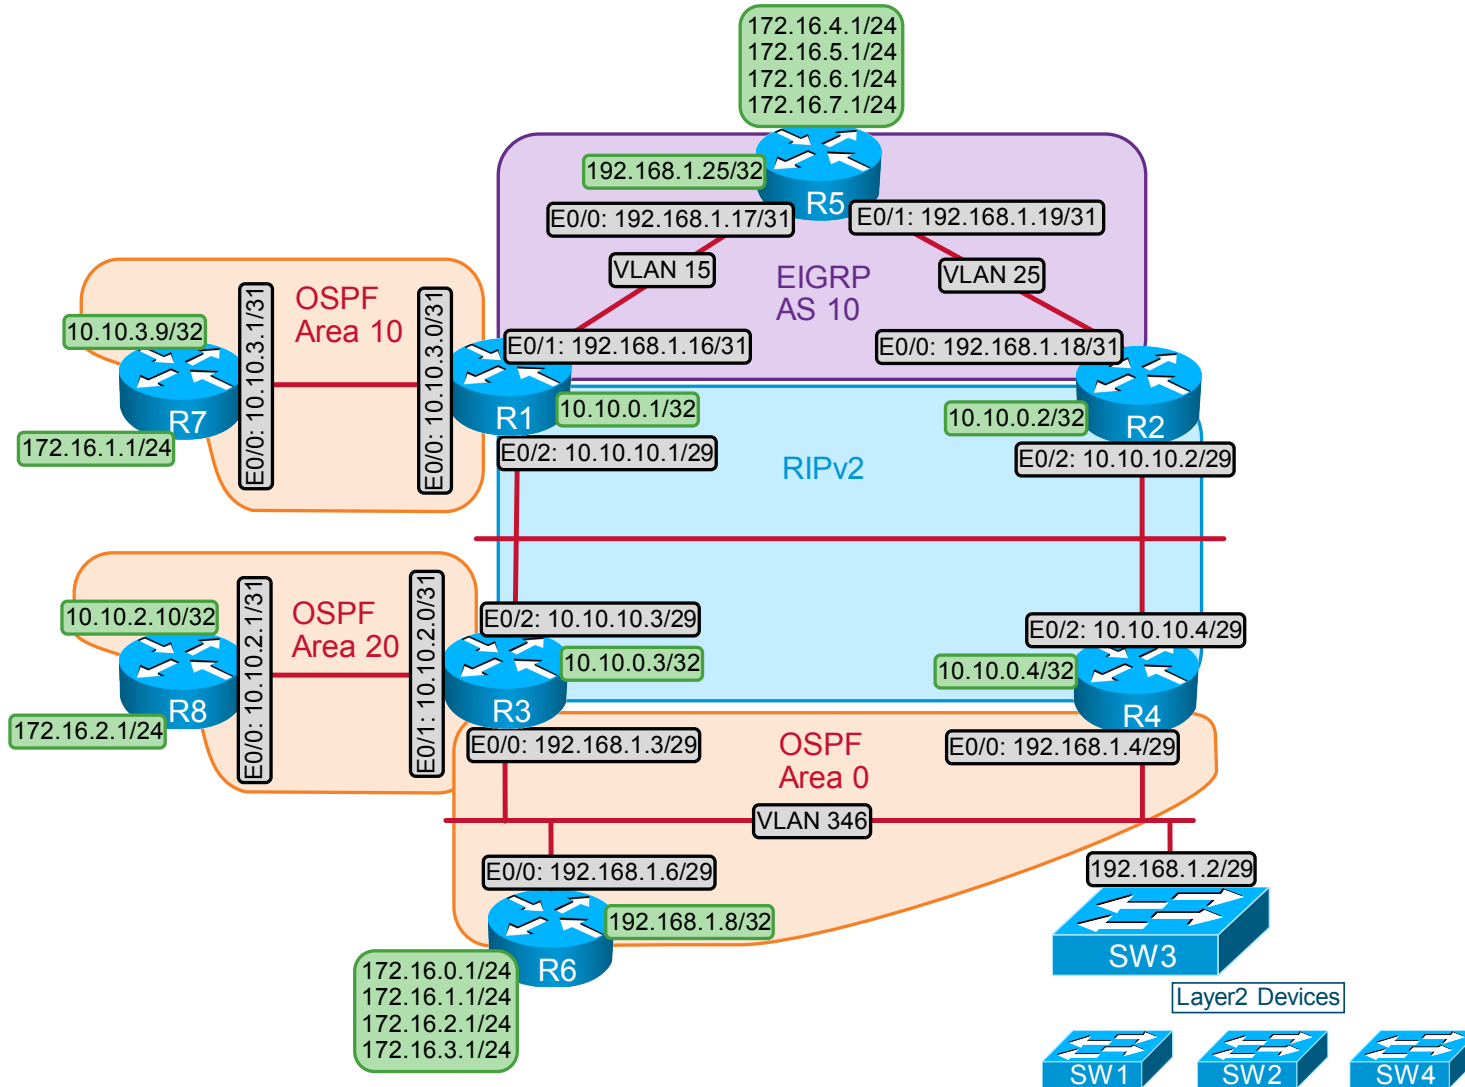 172.16.4.1/24
172.16.5.1/24
172.16.6.1/24
172.16.7.1/24
192.168.1.25/32
R5
E0/0: 192.168.1.17/31
E0/1: 192.168.1.19/31
VLAN 15
VLAN 25
EIGRP
AS 10
E0/1: 192.168.1.16/31
E0/0: 192.168.1.18/31
OSPF
Area 10
10.10.3.9/32
E0/0: 10.10.3.1/31
E0/0: 10.10.3.0/31
R7
172.16.1.1/24
R1
10.10.0.1/32
E0/2: 10.10.10.1/29
10.10.0.2/32
R2
E0/2: 10.10.10.2/29
RIPv2
OSPF
Area 20
10.10.2.10/32
E0/0: 10.10.2.1/31
E0/1: 10.10.2.0/31
R8
172.16.2.1/24
E0/2: 10.10.10.3/29
10.10.0.3/32
R3
E0/0: 192.168.1.3/29
E0/2: 10.10.10.4/29
10.10.0.4/32
R4
E0/0: 192.168.1.4/29
OSPF
Area 0
VLAN 346
E0/0: 192.168.1.6/29
192.168.1.8/32
R6
172.16.0.1/24
172.16.1.1/24
172.16.2.1/24
172.16.3.1/24
192.168.1.2/29
SW3
Layer2 Devices
SW1
SW2
SW4